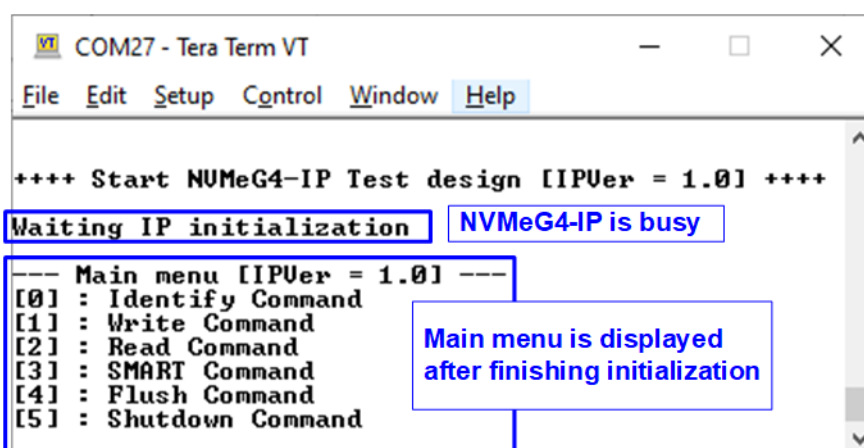 COM27 - Tera Term VT
File Edit Setup Control Window Help
++++ Start NVMeG4-IP Test design [IPVer = 1.0] ++++
Waiting IP initialization
NVMeG4-IP is busy
--- Main menu [IPVer = 1.0] ---
[0] : Identify Command
[1] : Write Command
[2] : Read Command
[3] : SMART Command
[4] : Flush Command
[5] : Shutdown Command
Main menu is displayed
after finishing initialization